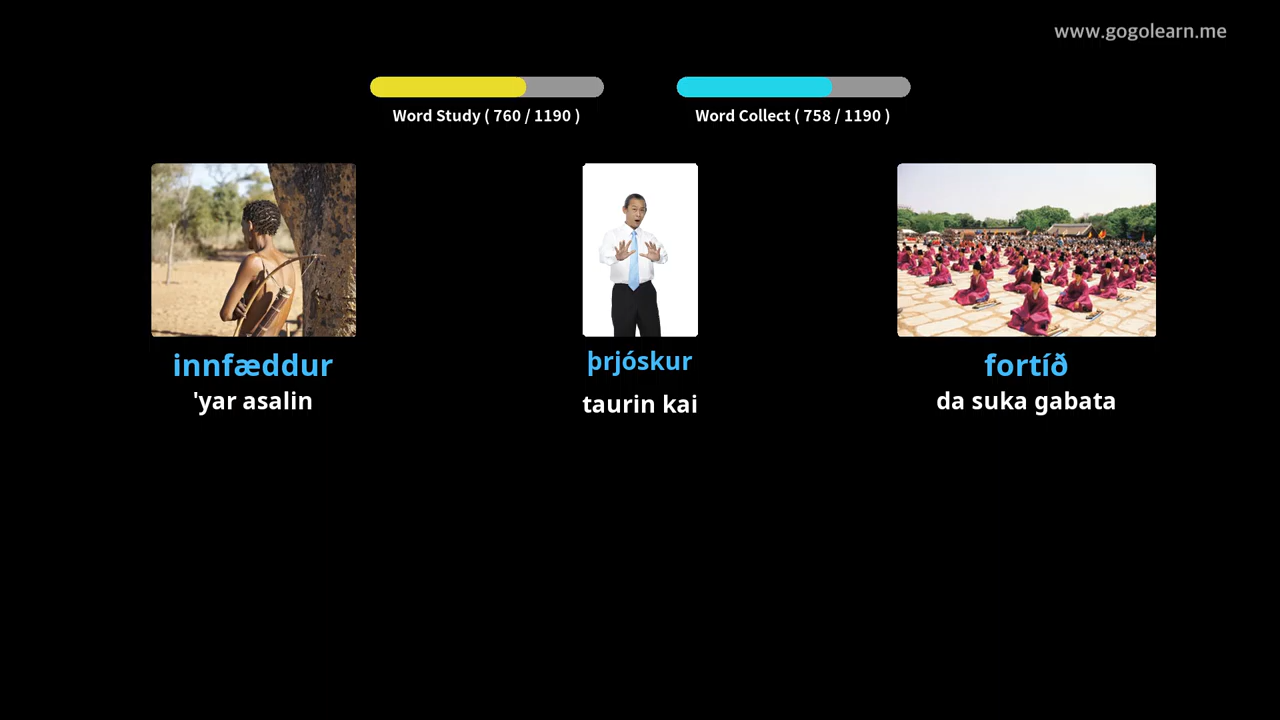 www.gogolearn.me
Word Study ( 760 / 1190 )
Word Collect ( 758 / 1190 )
innfæddur
'yar asalin
þrjóskur
taurin kai
fortíð
da suka gabata